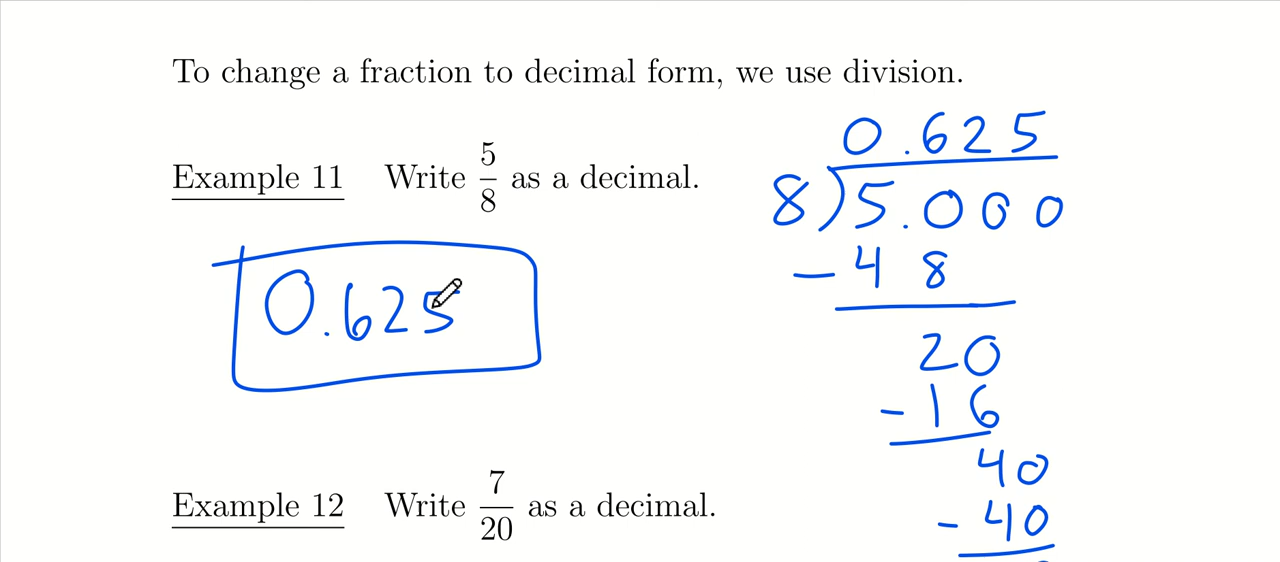 To change a fraction to decimal form, we use division.
Example 11 Write 5/8 as a decimal.
0.625
0.625
8)5.000
-48
20
-16
40
-40
Example 12 Write 7/20 as a decimal.